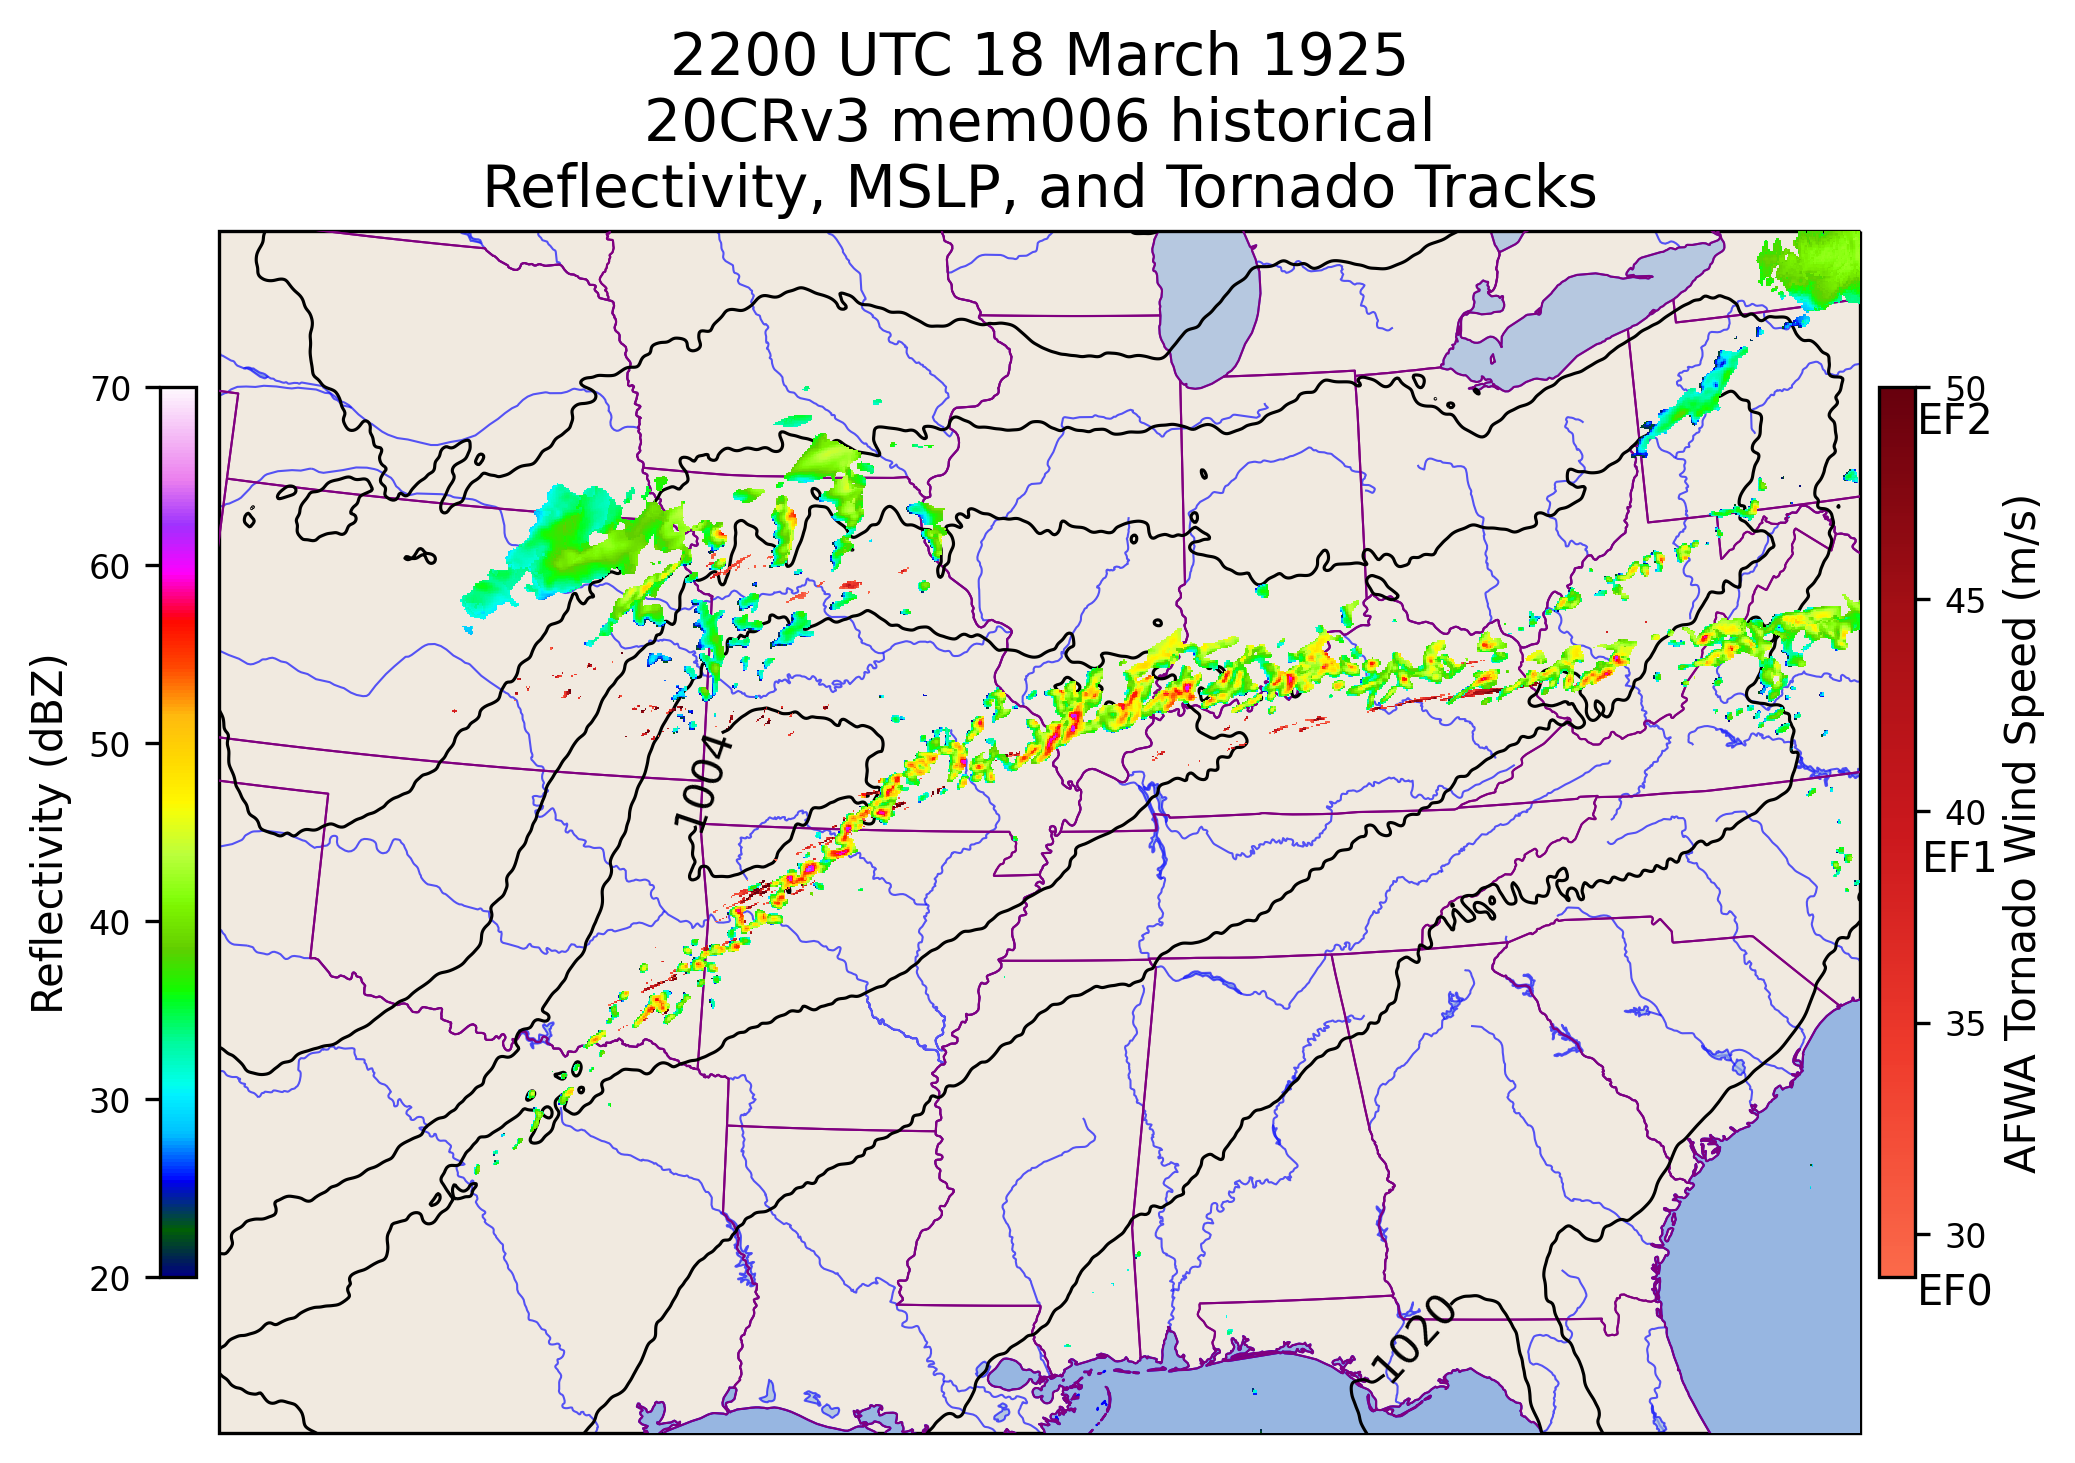 2200 UTC 18 March 1925
20CRv3 mem006 historical
Reflectivity, MSLP, and Tornado Tracks
Reflectivity (dBZ)
70
60
50
40
30
20
1004
1020
50
EF2
45
40
EF1
35
30
EF0
AFWA Tornado Wind Speed (m/s)